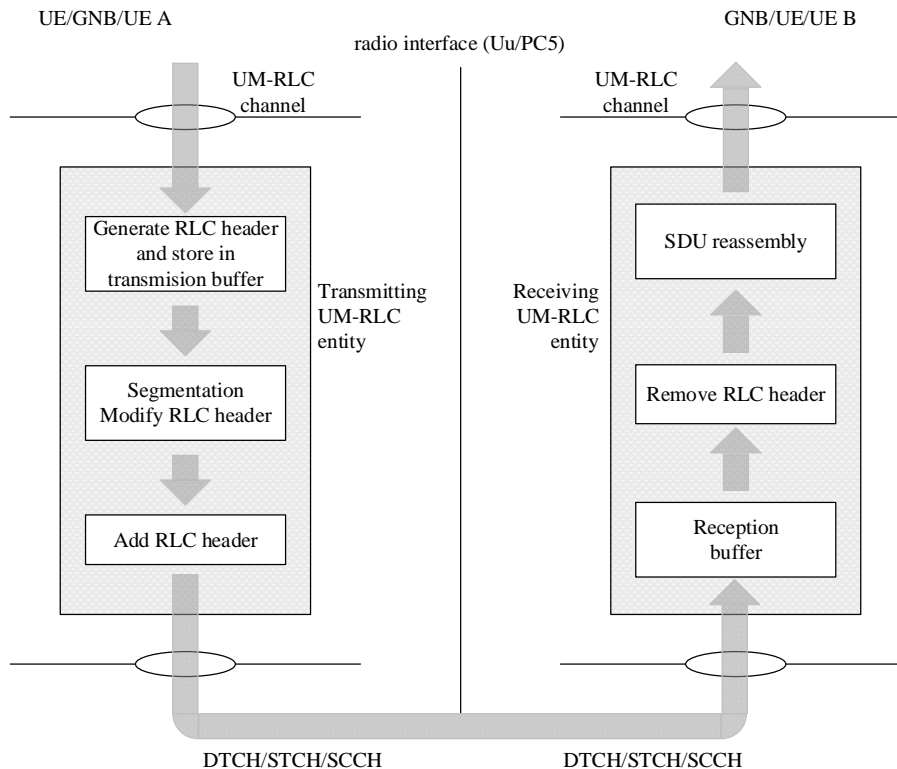 UE/GNB/UE A
GNB/UE/UE B
radio interface (Uu/PC5)
UM-RLC
channel
UM-RLC
channel
Generate RLC header
and store in
transmision buffer
Transmitting
UM-RLC
entity
Segmentation
Modify RLC header
Add RLC header
SDU reassembly
Receiving
UM-RLC
entity
Remove RLC header
Reception
buffer
DTCH/STCH/SCCH
DTCH/STCH/SCCH